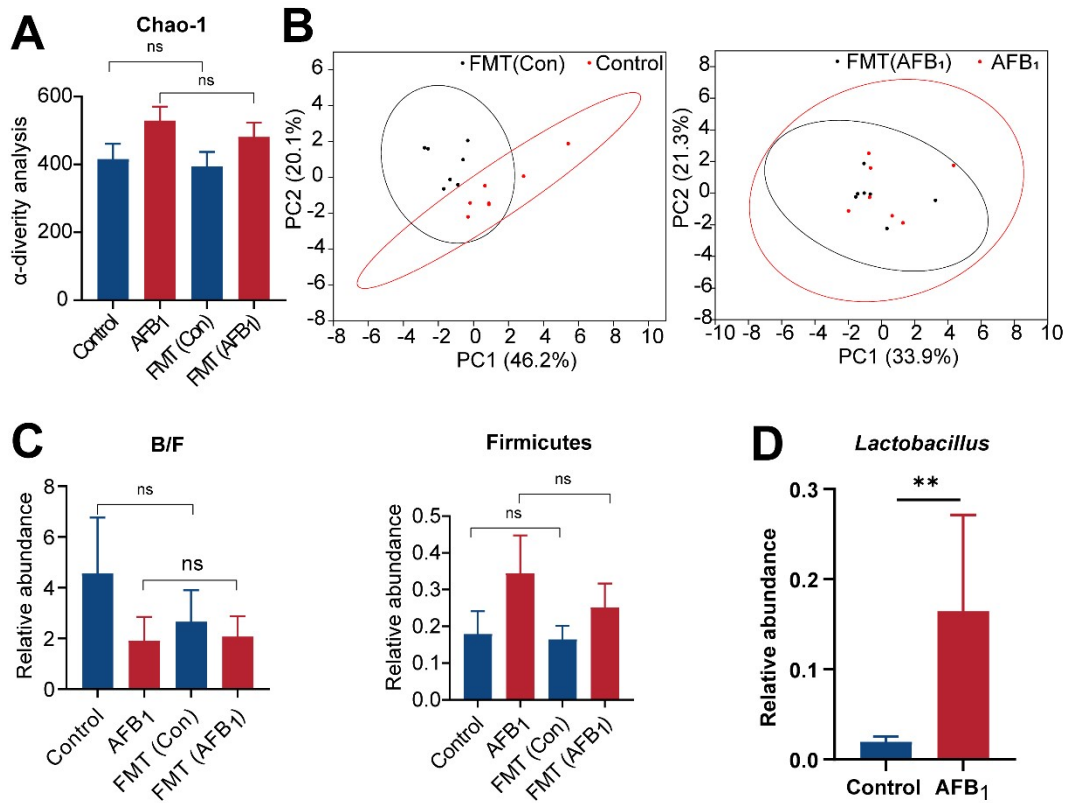 A
Chao-1
ns
ns
α-diverity analysis
600
400
200
0
Control
AFB1
FMT (Con)
FMT (AFB1)
B
FMT(Con) Control
PC2 (20.1%)
6
4
2
0
-2
-4
-6
-8
-8 -6 -4 -2 0 2 4 6 8 10
PC1 (46.2%)
FMT(AFB₁) AFB₁
PC2 (21.3%)
8
6
4
2
0
-2
-4
-6
-8
-10 -8 -6 -4 -2 0 2 4 6 8 10
PC1 (33.9%)
C
B/F
ns
ns
Relative abundance
8
6
4
2
0
Control
AFB1
FMT (Con)
FMT (AFB1)
Firmicutes
ns
ns
Relative abundance
0.5
0.4
0.3
0.2
0.1
0.0
Control
AFB1
FMT (Con)
FMT (AFB1)
D
Lactobacillus
**
Relative abundance
0.3
0.2
0.1
0.0
Control AFB1